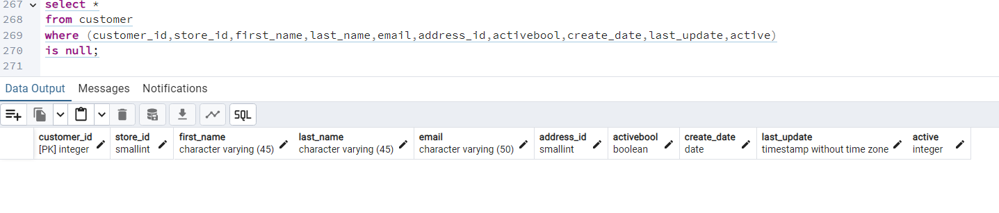 267 select *
268 from customer
269 where (customer_id,store_id,first_name,last_name,email,address_id,activebool,create_date,last_update,active)
270 is null;
271
Data Output Messages Notifications
SQL
customer_id store_id first_name last_name email address_id activebool create_date last_update active
[PK] integer smallint character varying (45) character varying (45) character varying (50) smallint boolean date timestamp without time zone integer